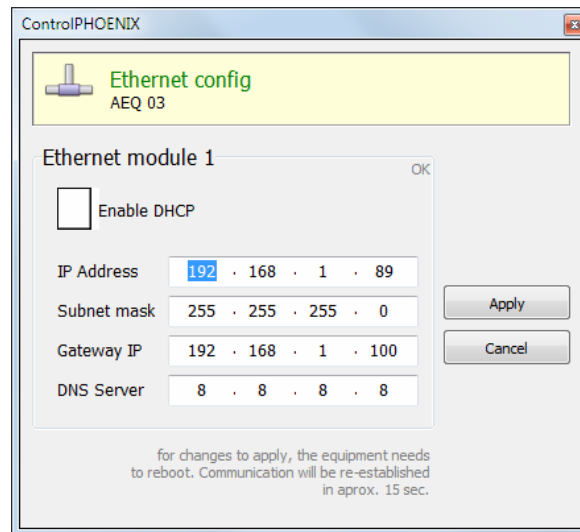 ControlPHOENIX
Ethernet config
AEQ 03
Ethernet module 1
OK
Enable DHCP
IP Address 192 . 168 . 1 . 89
Subnet mask 255 . 255 . 255 . 0
Apply
Gateway IP 192 . 168 . 1 . 100
Cancel
DNS Server 8 . 8 . 8 . 8
for changes to apply, the equipment needs
to reboot. Communication will be re-established
in aprox. 15 sec.